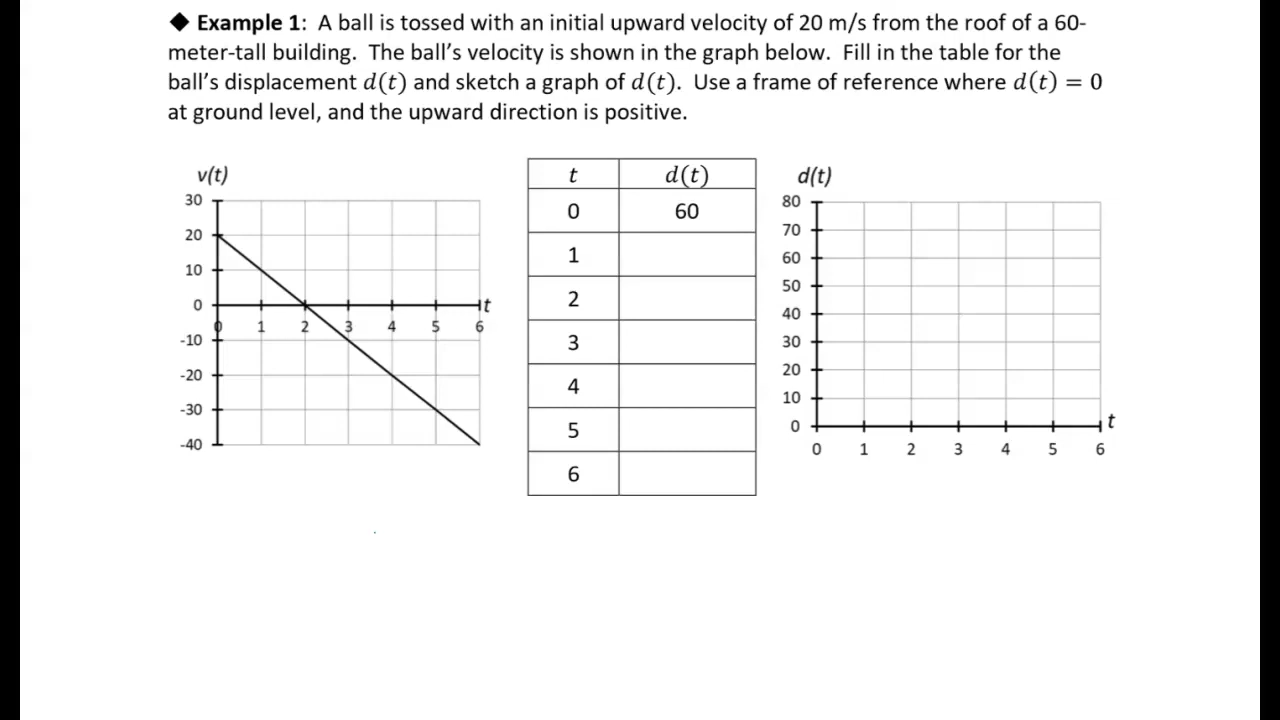 ◆ Example 1: A ball is tossed with an initial upward velocity of 20 m/s from the roof of a 60-
meter-tall building. The ball’s velocity is shown in the graph below. Fill in the table for the
ball’s displacement d(t) and sketch a graph of d(t). Use a frame of reference where d(t) = 0
at ground level, and the upward direction is positive.
v(t)
30
20
10
0
-10
-20
-30
-40
0 1 2 3 4 5 6
t
t d(t)
0 60
1
2
3
4
5
6
d(t)
80
70
60
50
40
30
20
10
0
0 1 2 3 4 5 6
t